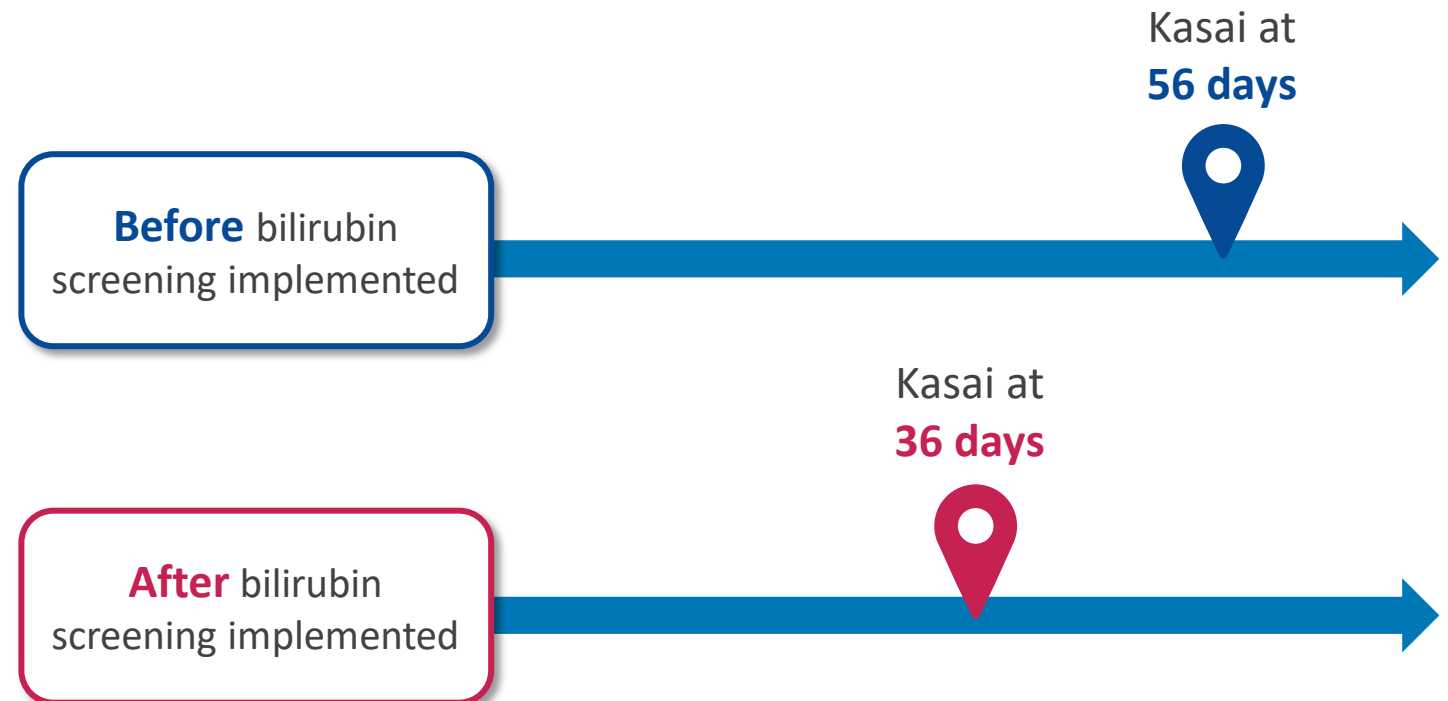 Kasai at
56 days
Before bilirubin
screening implemented
Kasai at
36 days
After bilirubin
screening implemented